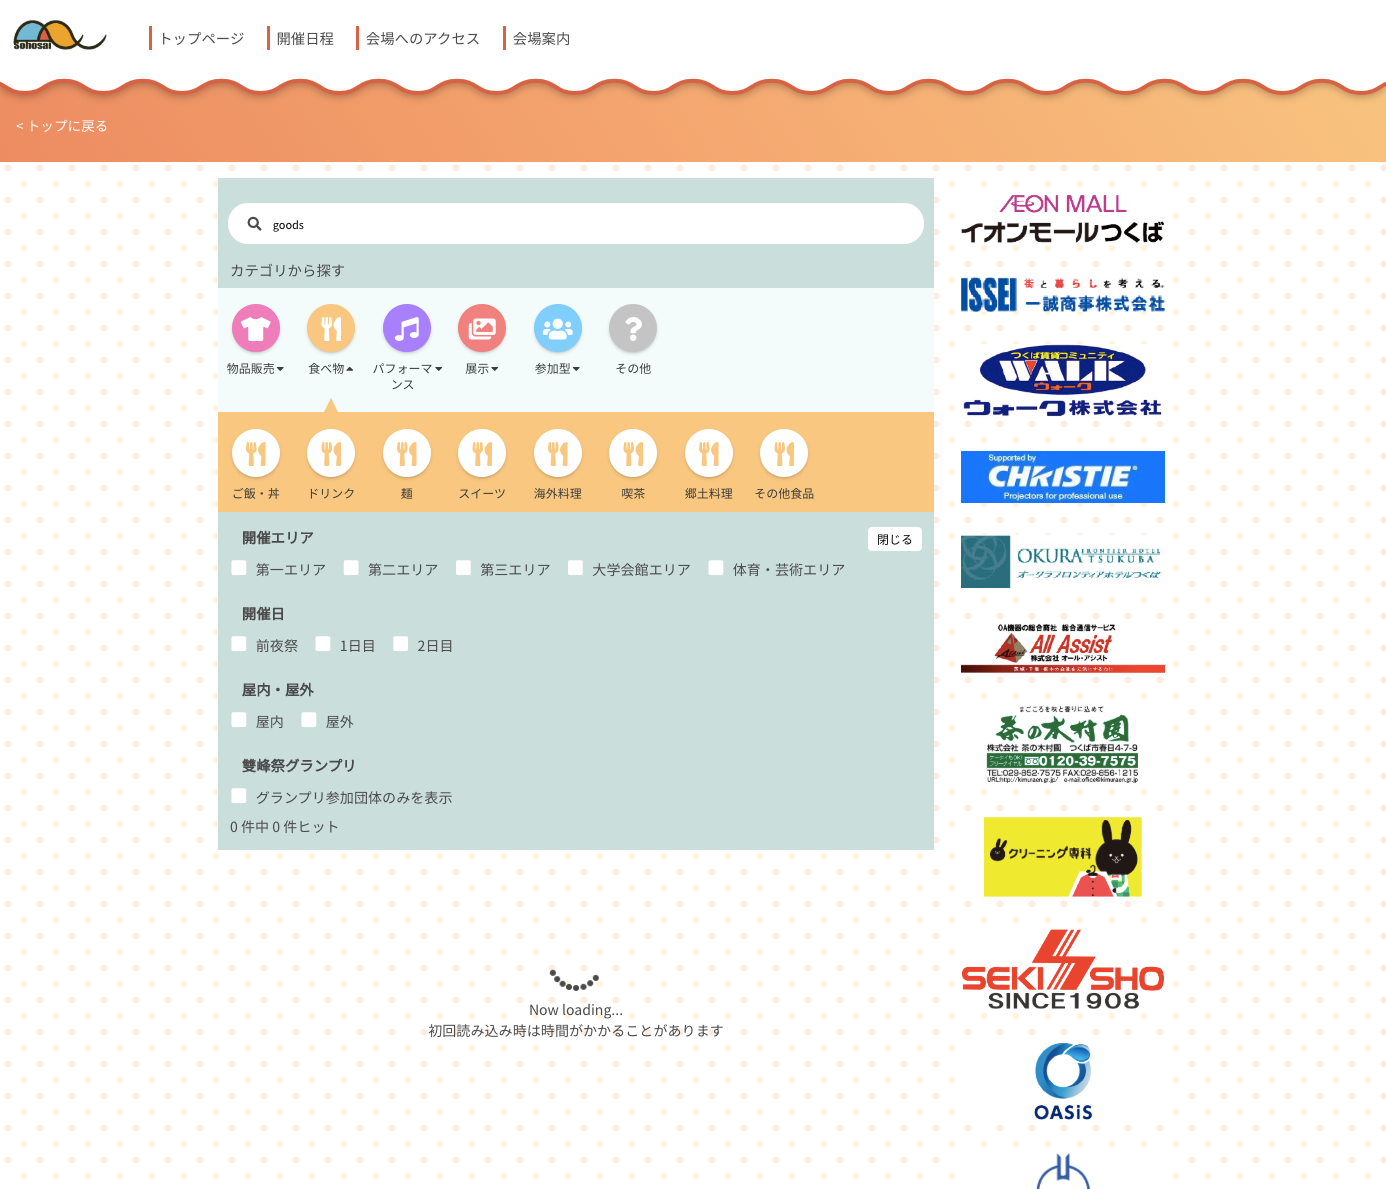 Sohosai
トップページ
開催日程
会場へのアクセス
会場案内
< トップに戻る
goods
カテゴリから探す
物品販売
食べ物
パフォーマンス
展示
参加型
その他
ご飯・丼
ドリンク
麺
スイーツ
海外料理
喫茶
郷土料理
その他食品
開催エリア
閉じる
第一エリア
第二エリア
第三エリア
大学会館エリア
体育・芸術エリア
開催日
前夜祭
1日目
2日目
屋内・屋外
屋内
屋外
雙峰祭グランプリ
グランプリ参加団体のみを表示
0 件中 0 件ヒット
Now loading...
初回読み込み時は時間がかかることがあります
ÆON MALL
イオンモールつくば
ISSEI
街と暮らしを考える。
一誠商事株式会社
つくば賃貸コミュニティ
WALK
ウォーク
ウォーク株式会社
Supported by
CHRISTIE
Projectors for professional use
OKURA FRONTIER HOTEL TSUKUBA
オークラフロンティアホテルつくば
OA機器の総合商社 総合通信サービス
All Assist
株式会社 オール・アシスト
まごころを味と香りに込めて
茶の木村園
株式会社 茶の木村園 つくば市春日4-7-9
0120-39-7575
TEL:029-852-7575 FAX:029-856-1215
URL:http://kimuraen.gr.jp/ e-mail:office@kimuraen.gr.jp
クリーニング専科
SEKISHO
SINCE1908
OASiS